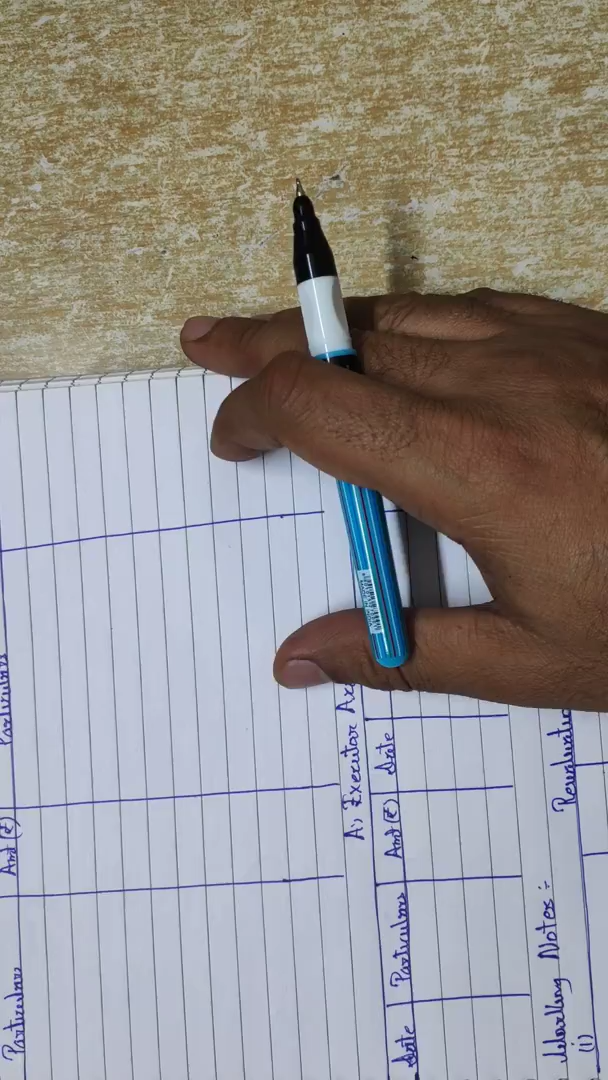 Particulars Amt (₹) Particulars
A's Executor A/c
Date Particulars Amt (₹) Date
Working Notes :-
(i) Revaluation